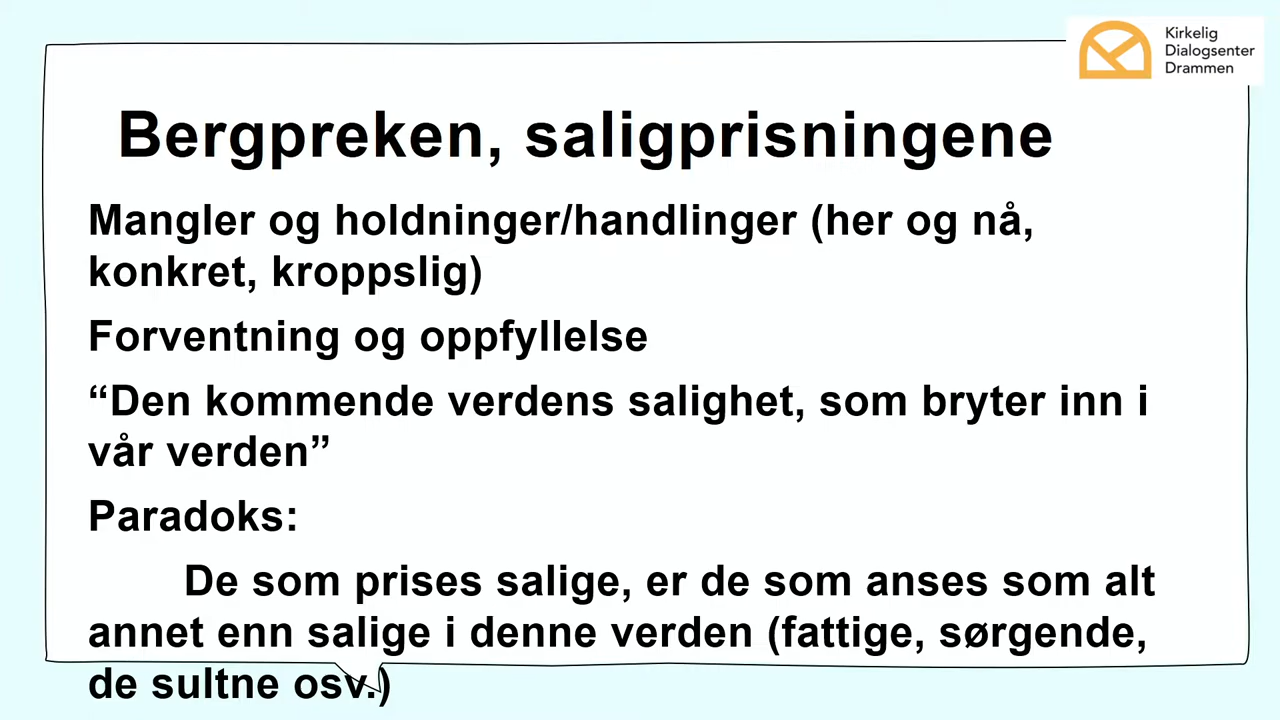 Kirkelig
Dialogsenter
Drammen
Bergpreken, saligprisningene
Mangler og holdninger/handlinger (her og nå,
konkret, kroppslig)
Forventning og oppfyllelse
“Den kommende verdens salighet, som bryter inn i
vår verden”
Paradoks:
De som prises salige, er de som anses som alt
annet enn salige i denne verden (fattige, sørgende,
de sultne osv.)